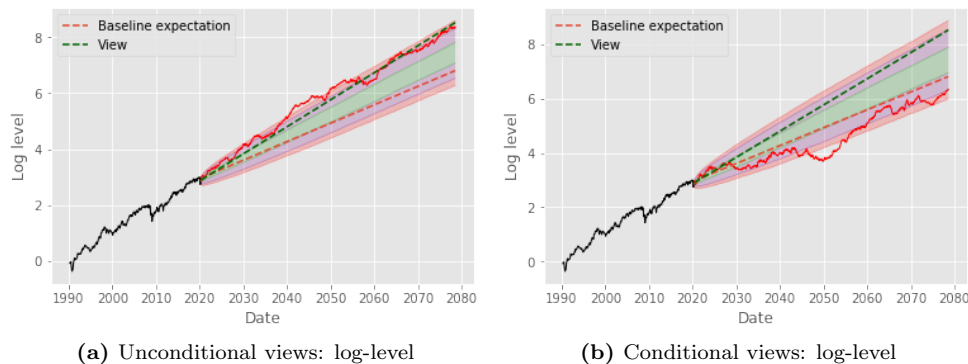 Baseline expectation
View
8
6
4
2
0
Log level
1990 2000 2010 2020 2030 2040 2050 2060 2070 2080
Date
(a) Unconditional views: log-level
Baseline expectation
View
8
6
4
2
0
Log level
1990 2000 2010 2020 2030 2040 2050 2060 2070 2080
Date
(b) Conditional views: log-level